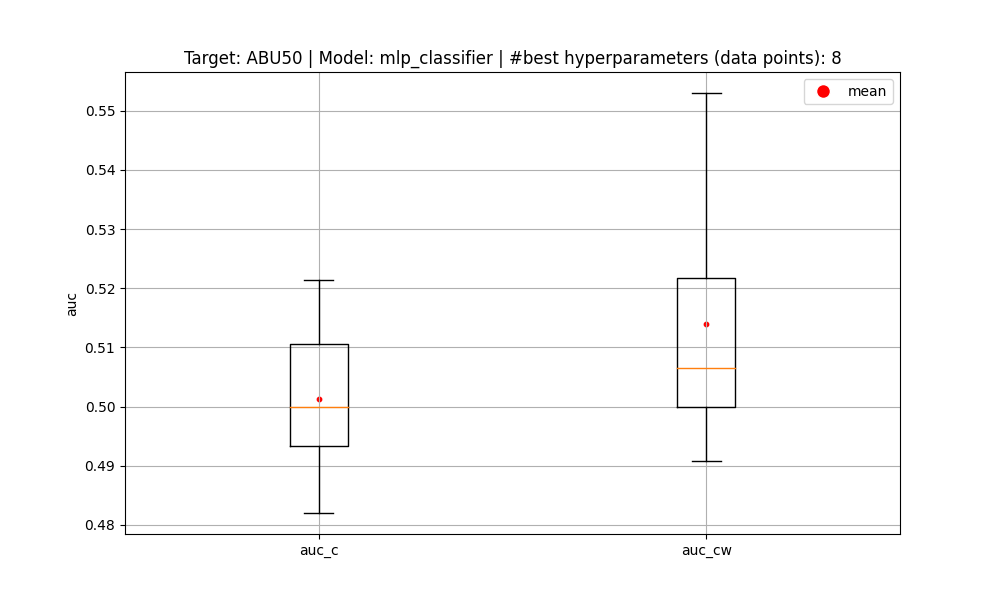 Target: ABU50 | Model: mlp_classifier | #best hyperparameters (data points): 8
mean
0.55
0.54
0.53
0.52
0.51
0.50
0.49
0.48
auc
auc_c
auc_cw